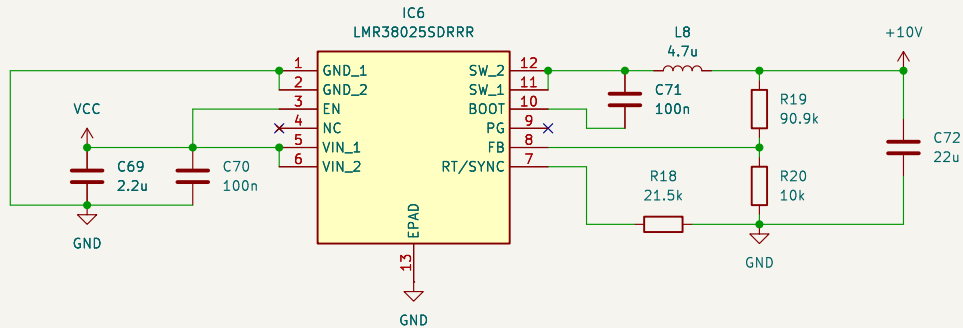 IC6
LMR38025SDRRR
1 GND_1
2 GND_2
3 EN
4 NC
5 VIN_1
6 VIN_2
SW_2 12
SW_1 11
BOOT 10
PG 9
FB 8
RT/SYNC 7
EPAD
13
GND
VCC
C69
2.2u
C70
100n
GND
L8
4.7u
C71
100n
R18
21.5k
R19
90.9k
R20
10k
GND
+10V
C72
22u